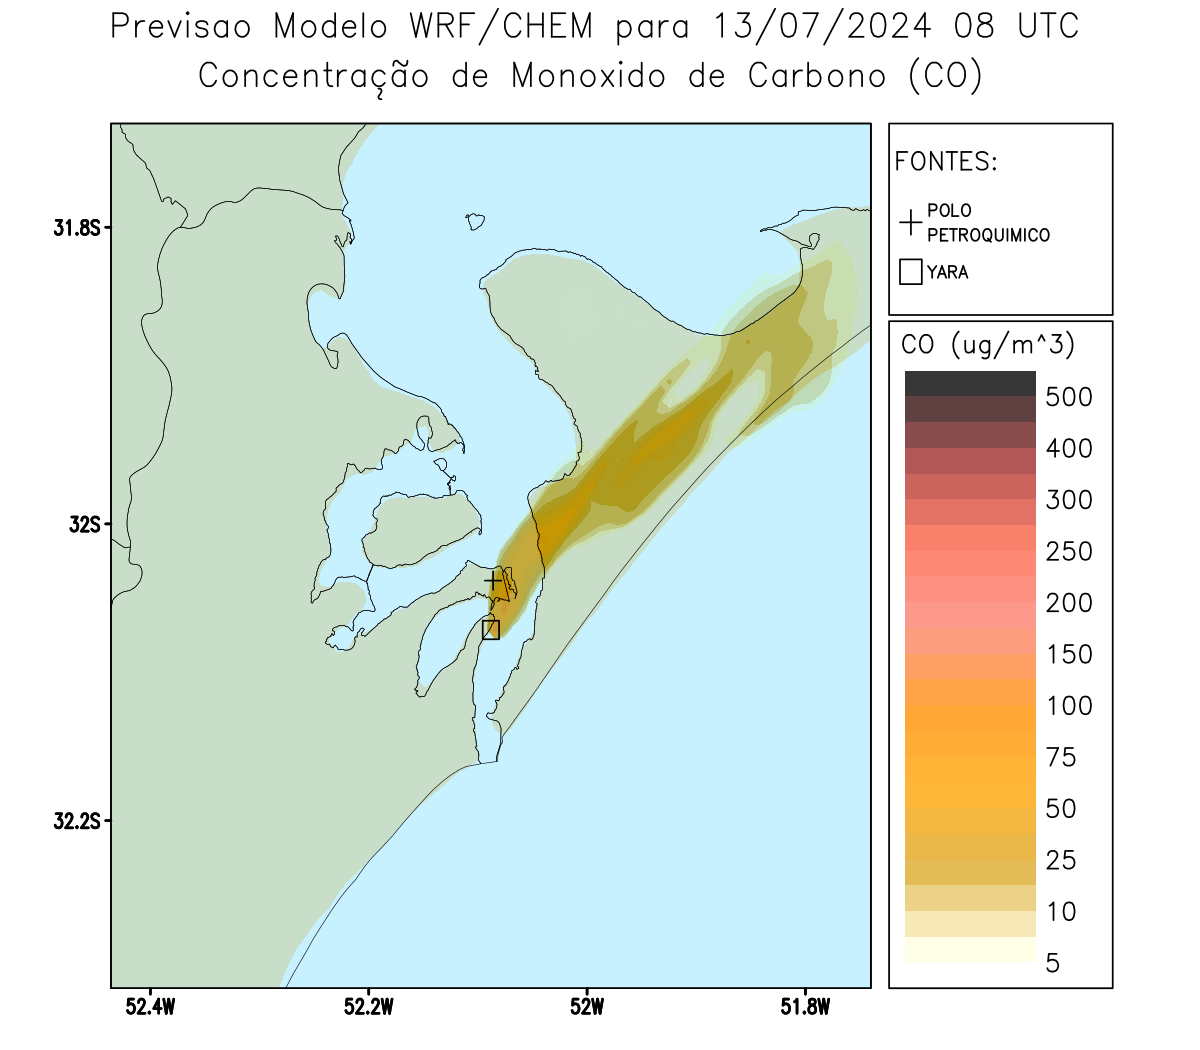 Previsao Modelo WRF/CHEM para 13/07/2024 08 UTC
Concentração de Monoxido de Carbono (CO)
FONTES:
POLO
PETROQUIMICO
YARA
31.8S
32S
32.2S
52.4W
52.2W
52W
51.8W
CO (ug/m^3)
500
400
300
250
200
150
100
75
50
25
10
5